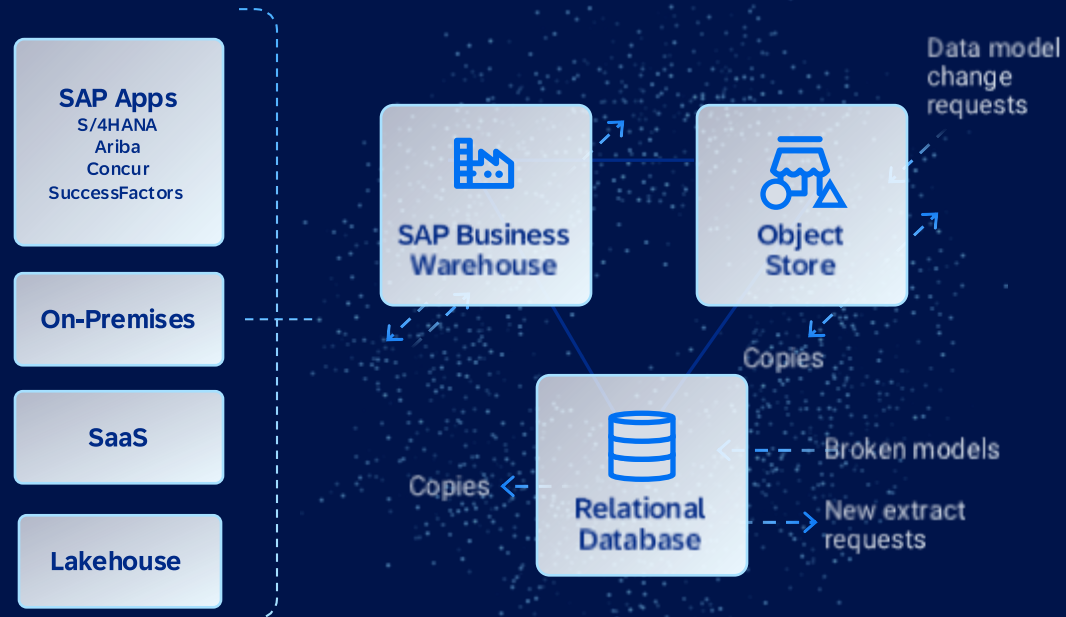 SAP Apps
S/4HANA
Ariba
Concur
SuccessFactors
On-Premises
SaaS
Lakehouse
SAP Business
Warehouse
Object
Store
Data model
change
requests
Copies
Relational
Database
Copies
Broken models
New extract
requests